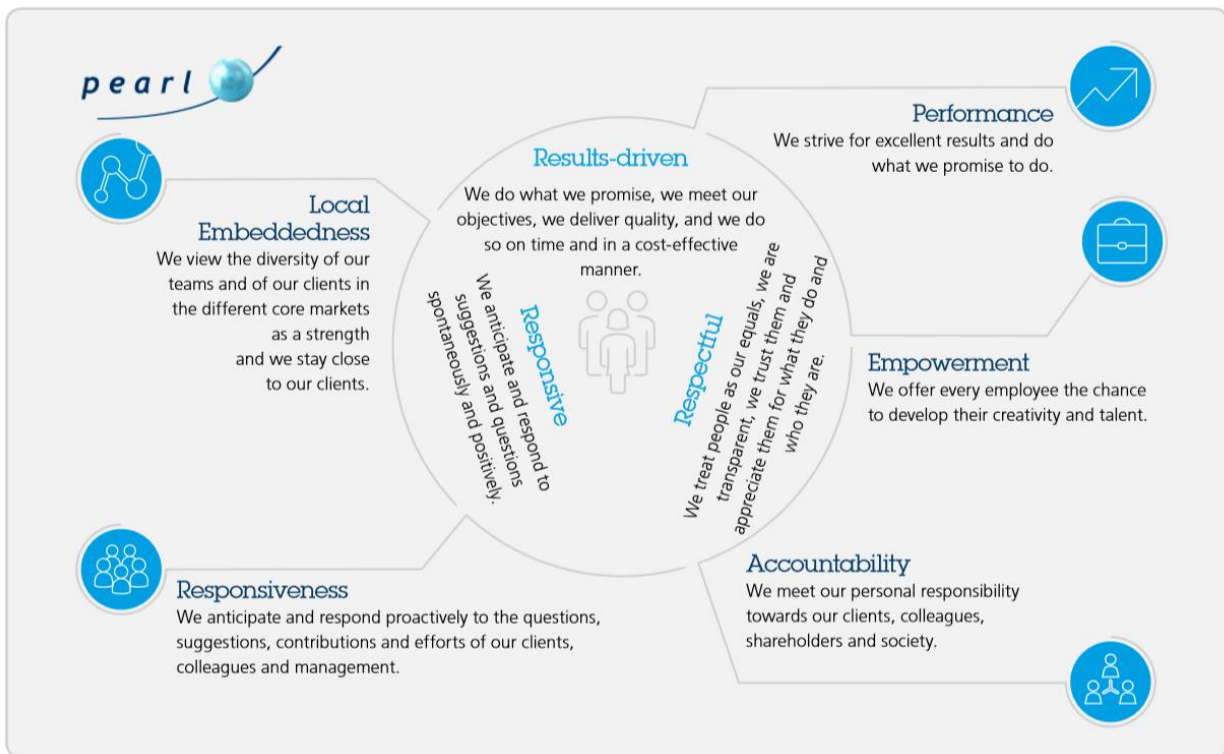 pearl
Performance
We strive for excellent results and do
what we promise to do.
Empowerment
We offer every employee the chance
to develop their creativity and talent.
Accountability
We meet our personal responsibility
towards our clients, colleagues,
shareholders and society.
Responsiveness
We anticipate and respond proactively to the questions,
suggestions, contributions and efforts of our clients,
colleagues and management.
Local
Embeddedness
We view the diversity of our
teams and of our clients in
the different core markets
as a strength
and we stay close
to our clients.
Results-driven
We do what we promise, we meet our
objectives, we deliver quality, and we do
so on time and in a cost-effective
manner.
Respectful
We treat people as our equals, we are
transparent, we trust them and
appreciate them for what they do and
who they are.
Responsive
We anticipate and respond to
suggestions and questions
spontaneously and positively.